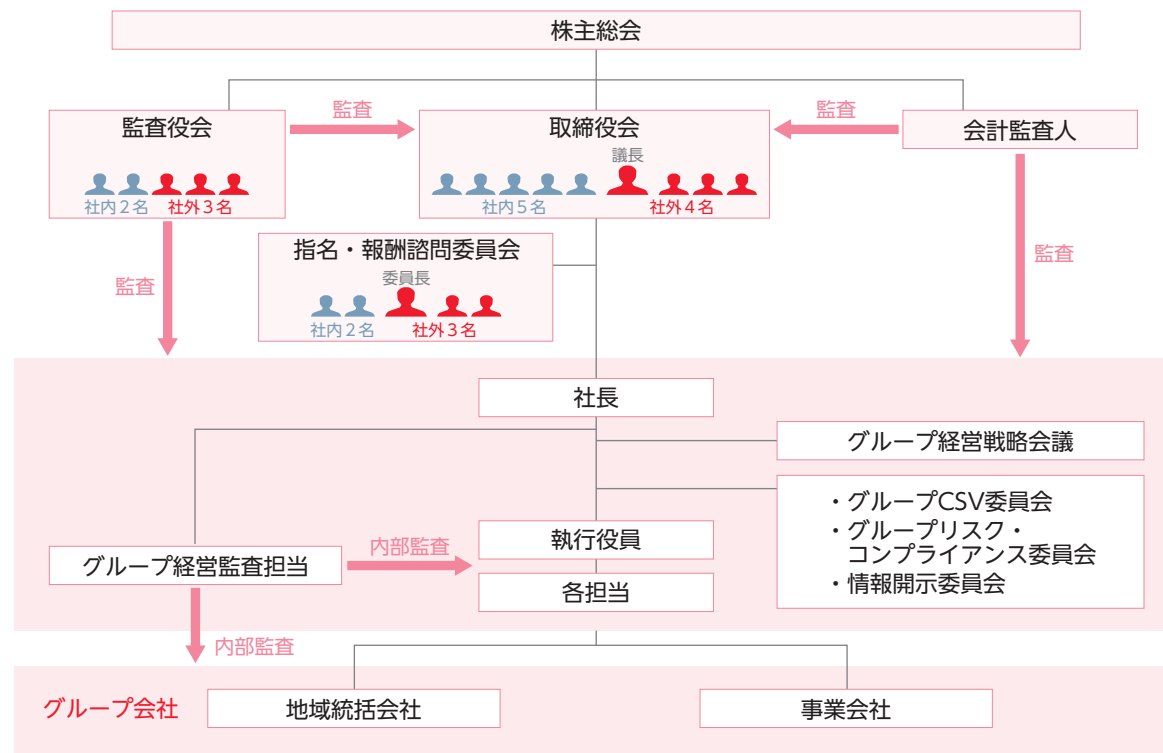 株主総会
監査役会
監査
取締役会
監査
会計監査人
議長
社内2名
社外3名
社内5名
社外4名
指名・報酬諮問委員会
委員長
社内2名
社外3名
監査
監査
社長
グループ経営戦略会議
・グループCSV委員会
・グループリスク・
コンプライアンス委員会
・情報開示委員会
執行役員
内部監査
グループ経営監査担当
各担当
内部監査
グループ会社
地域統括会社
事業会社